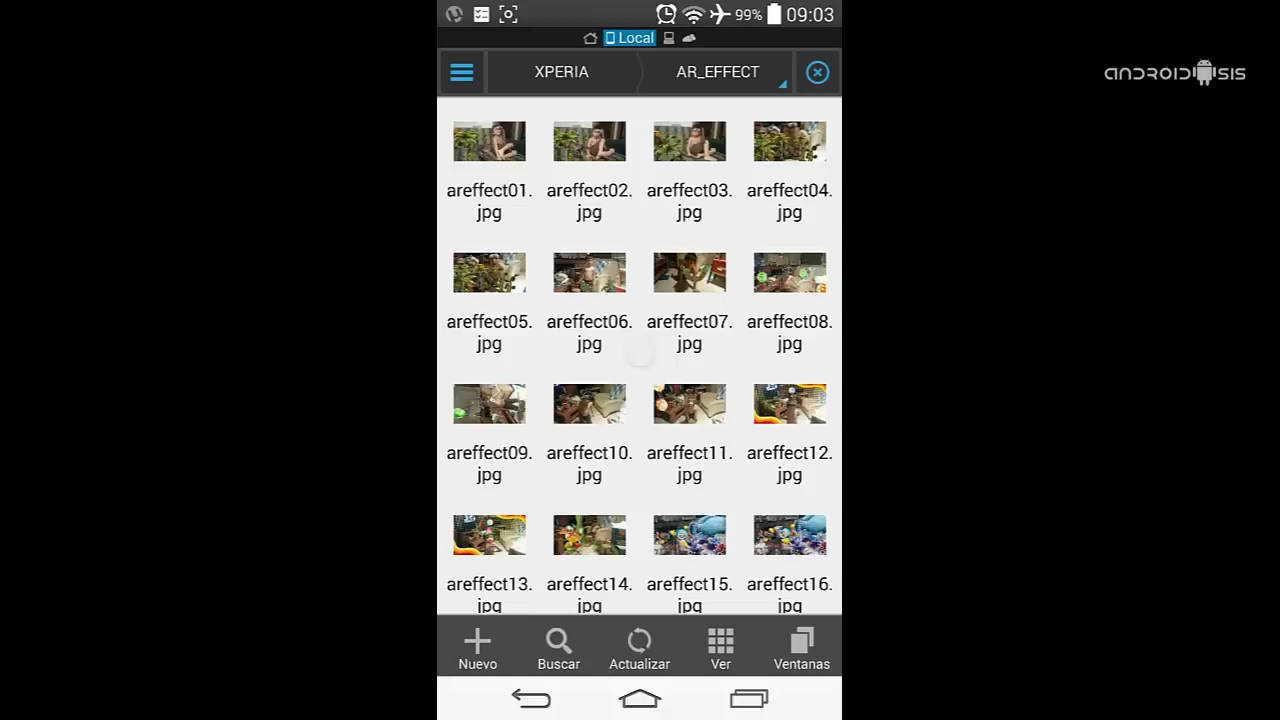 99% 09:03
Local
XPERIA AR_EFFECT
ANDROIDSIS
areffect01. areffect02. areffect03. areffect04.
jpg jpg jpg jpg
areffect05. areffect06. areffect07. areffect08.
jpg jpg jpg jpg
areffect09. areffect10. areffect11. areffect12.
jpg jpg jpg jpg
areffect13. areffect14. areffect15. areffect16.
jpg jpg jpg jpg
Nuevo Buscar Actualizar Ver Ventanas